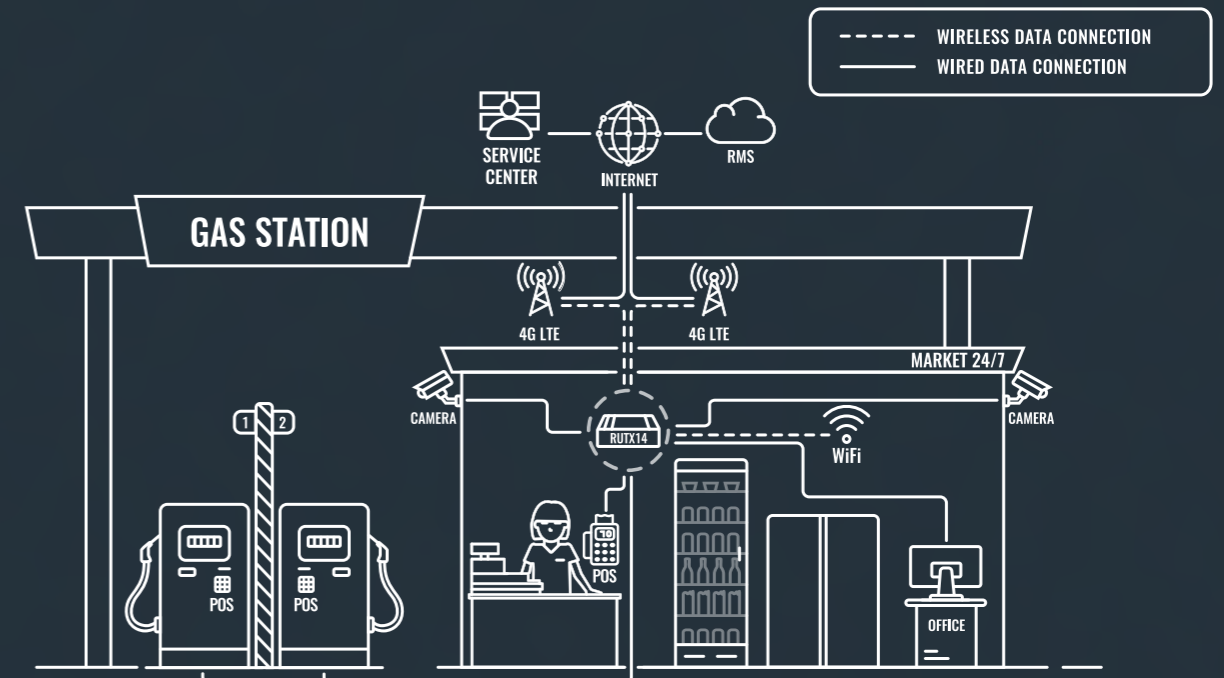 WIRELESS DATA CONNECTION
WIRED DATA CONNECTION
SERVICE
CENTER
INTERNET
RMS
GAS STATION
4G LTE
4G LTE
MARKET 24/7
CAMERA
CAMERA
1
2
RUTX14
WiFi
10
POS
POS
POS
OFFICE